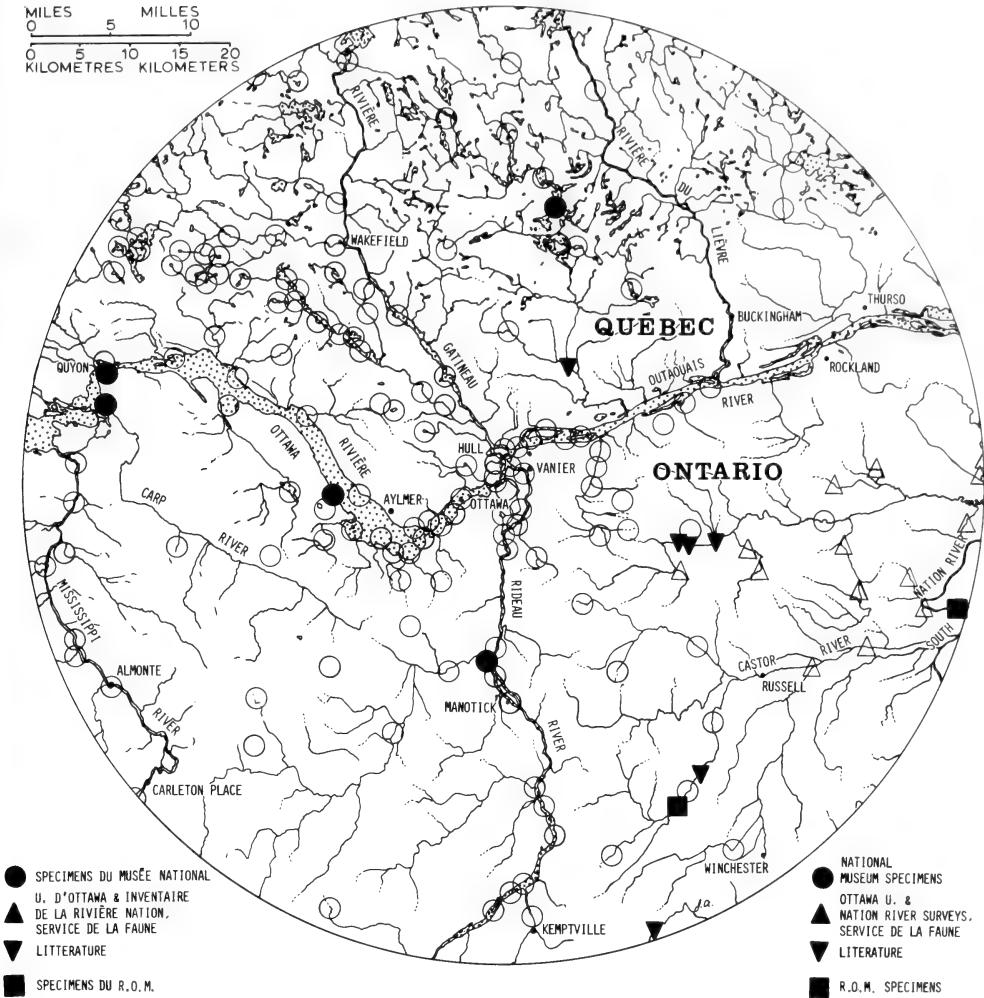 MILES MILLES
0 5 10
0 5 10 15 20
KILOMETRES KILOMETERS
RIVIÈRE
RIVIÈRE
DU
LIÈVRE
WAKEFIELD
GATINEAU
QUÉBEC
BUCKINGHAM
THURSO
OUTAOUAIS
RIVER
ROCKLAND
QUYON
OTTAWA
RIVIÈRE
HULL
VANIER
ONTARIO
AYLMER
OTTAWA
CARP
RIVER
MISSISSIPPI
RIVER
ALMONTE
CARLETON PLACE
RIDEAU
RIVER
MANOTICK
NATION RIVER
SOUTH
CASTOR
RIVER
RUSSELL
WINCHESTER
KEMPTVILLE
J.a.
SPECIMENS DU MUSÉE NATIONAL
U. D'OTTAWA & INVENTAIRE
DE LA RIVIÈRE NATION,
SERVICE DE LA FAUNE
LITTERATURE
SPECIMENS DU R.O.M.
NATIONAL
MUSEUM SPECIMENS
OTTAWA U. &
NATION RIVER SURVEYS,
SERVICE DE LA FAUNE
LITERATURE
R.O.M. SPECIMENS